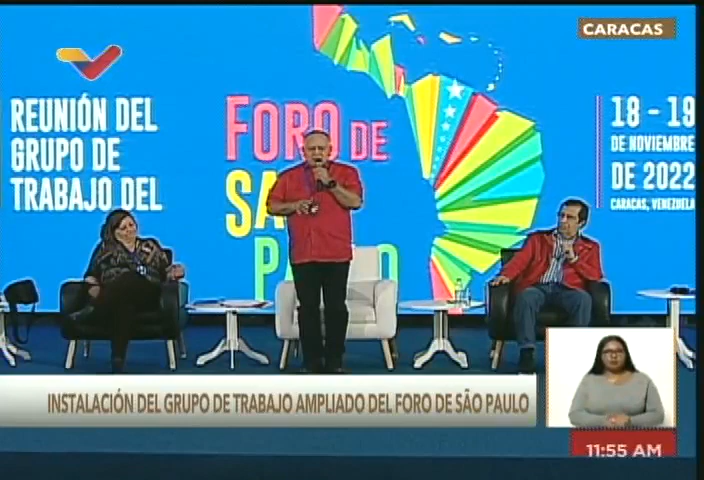 CARACAS
REUNIÓN DEL
GRUPO DE
TRABAJO DEL
FORO DE
SA
P
18 - 19
DE NOVIEMBRE
DE 2022
CARACAS, VENEZUELA
INSTALACIÓN DEL GRUPO DE TRABAJO AMPLIADO DEL FORO DE SÃO PAULO
11:55 AM